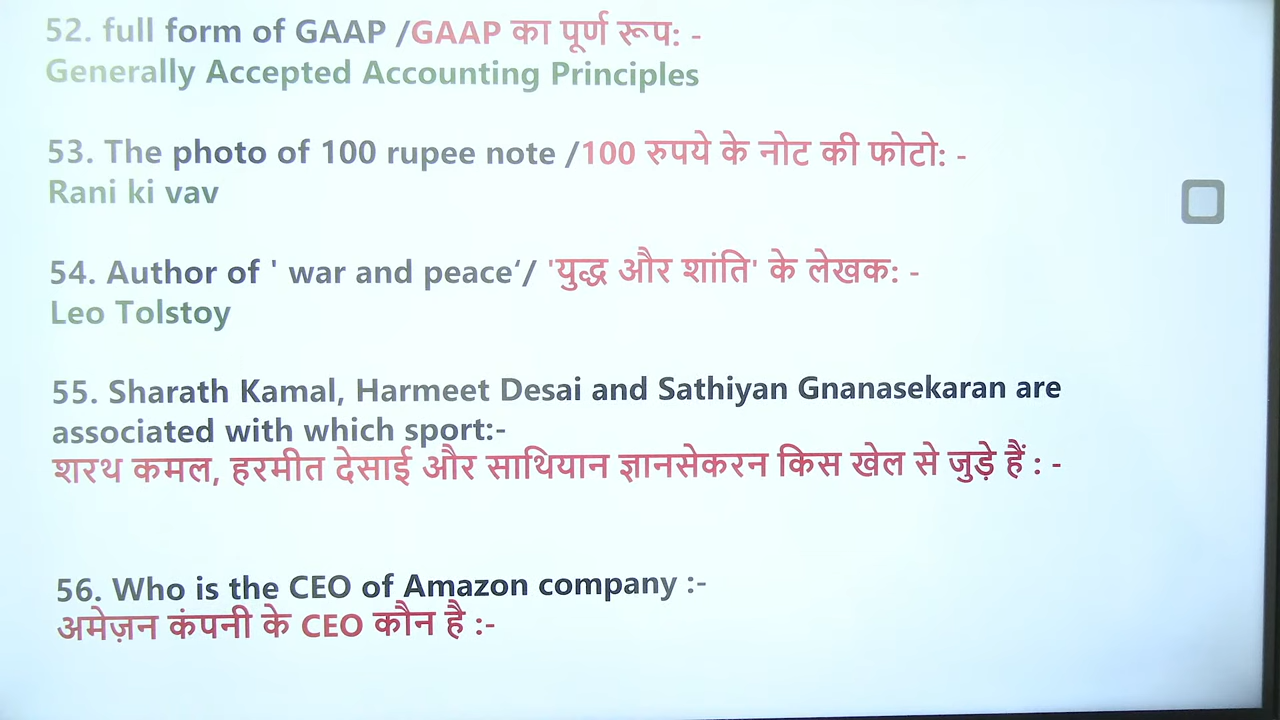 52. full form of GAAP /GAAP का पूर्ण रूप: -
Generally Accepted Accounting Principles
53. The photo of 100 rupee note /100 रुपये के नोट की फोटो: -
Rani ki vav
54. Author of ' war and peace‘/ 'युद्ध और शांति' के लेखक: -
Leo Tolstoy
55. Sharath Kamal, Harmeet Desai and Sathiyan Gnanasekaran are
associated with which sport:-
शरथ कमल, हरमीत देसाई और साथियान ज्ञानसेकरन किस खेल से जुड़े हैं : -
56. Who is the CEO of Amazon company :-
अमेज़न कंपनी के CEO कौन है :-